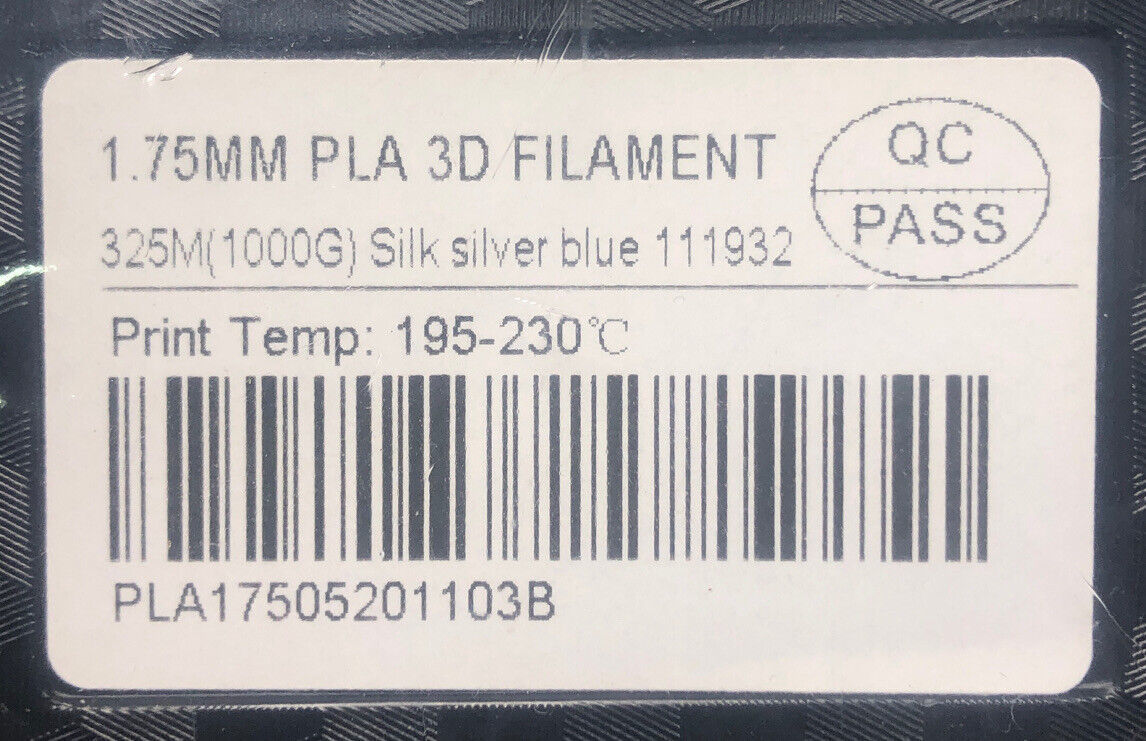 1.75MM PLA 3D FILAMENT
325M(1000G) Silk silver blue 111932
QC
PASS
Print Temp: 195-230℃
PLA17505201103B